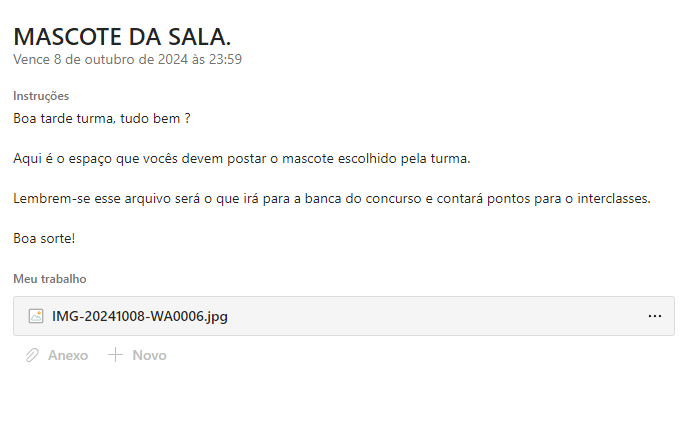 MASCOTE DA SALA.
Vence 8 de outubro de 2024 às 23:59
Instruções
Boa tarde turma, tudo bem ?
Aqui é o espaço que vocês devem postar o mascote escolhido pela turma.
Lembrem-se esse arquivo será o que irá para a banca do concurso e contará pontos para o interclasses.
Boa sorte!
Meu trabalho
IMG-20241008-WA0006.jpg
Anexo Novo